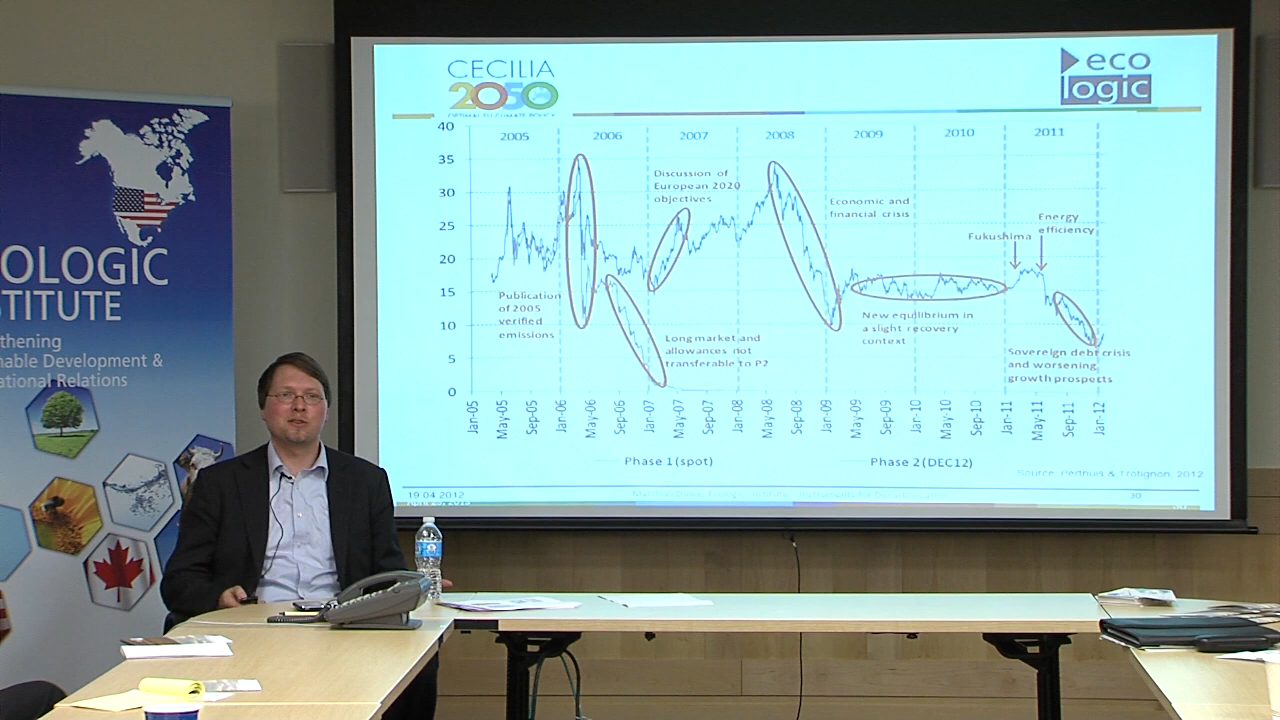 OLOGIC
TITUTE
thening
nable Development &
ational Relations
CECILIA
2050
eco
logic
40
35
30
25
20
15
10
5
0
2005
2006
2007
2008
2009
2010
2011
Publication
of 2005
verified
emissions
Discussion of
European 2020
objectives
Long market and
allowances not
transferable to P2
Economic and
financial crisis
New equilibrium in
a slight recovery
context
Fukushima
Energy
efficiency
Sovereign debt crisis
and worsening
growth prospects
Jan-05
May-05
Sep-05
Jan-06
May-06
Sep-06
Jan-07
May-07
Sep-07
Jan-08
May-08
Sep-08
Jan-09
May-09
Sep-09
Jan-10
May-10
Sep-10
Jan-11
May-11
Sep-11
Jan-12
Phase 1 (spot)
Phase 2 (DEC12)
Source: Perthuis & Trotignon, 2012
19.04.2012
30